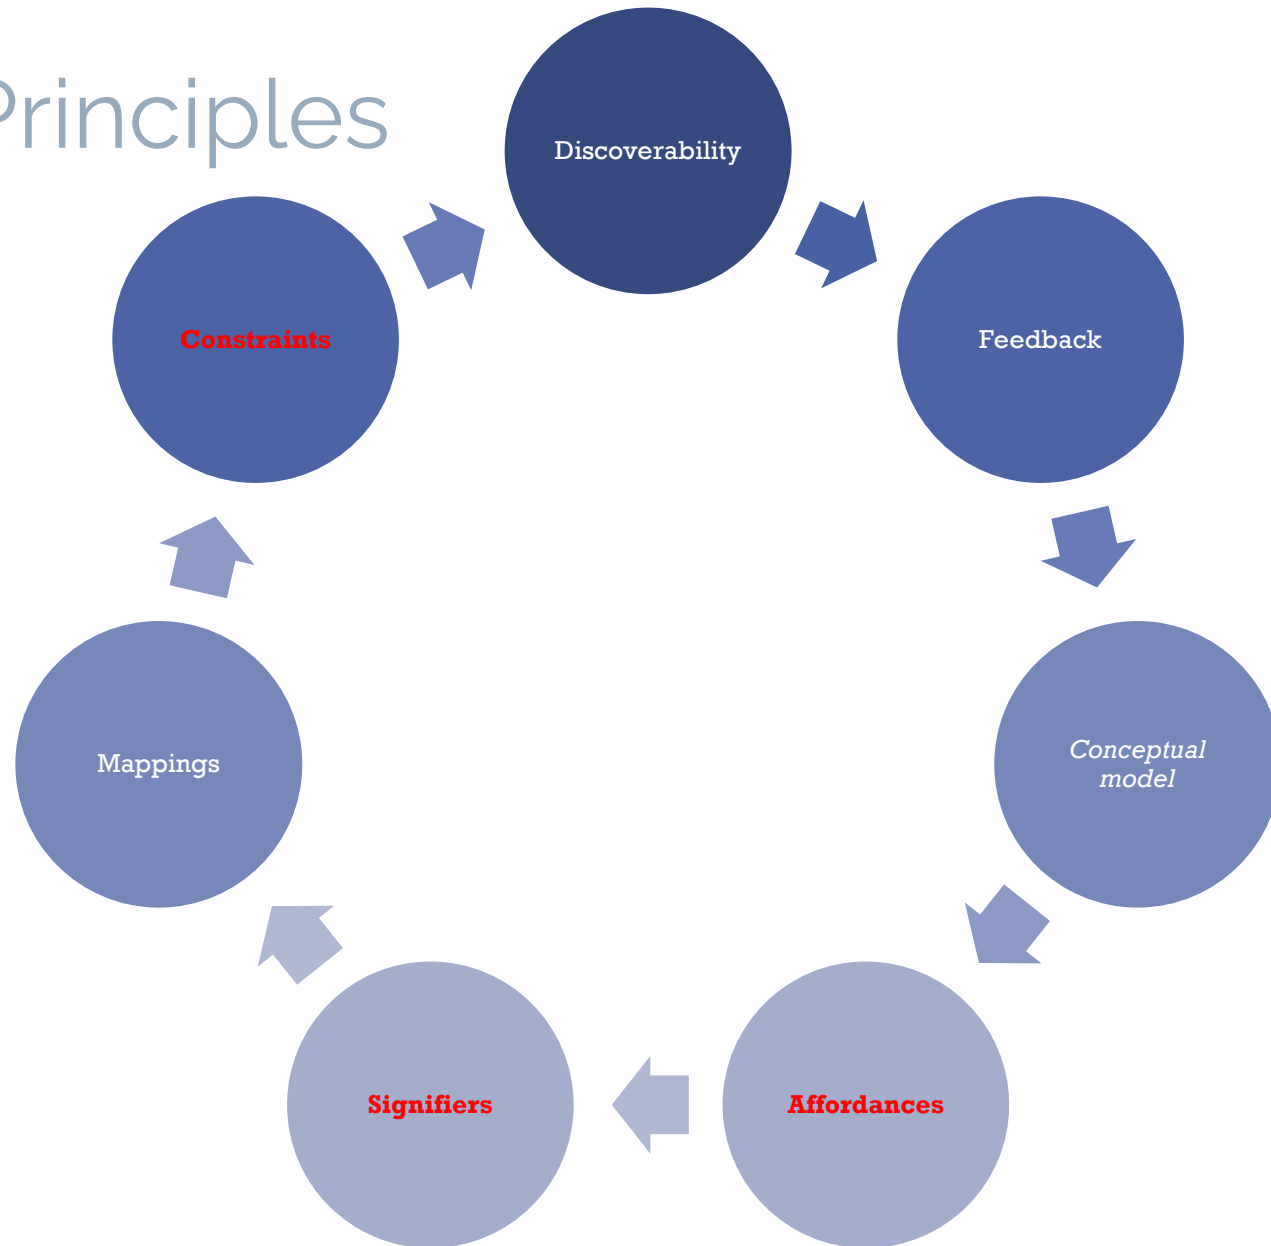 Principles
Discoverability
Feedback
Conceptual
model
Affordances
Signifiers
Mappings
Constraints